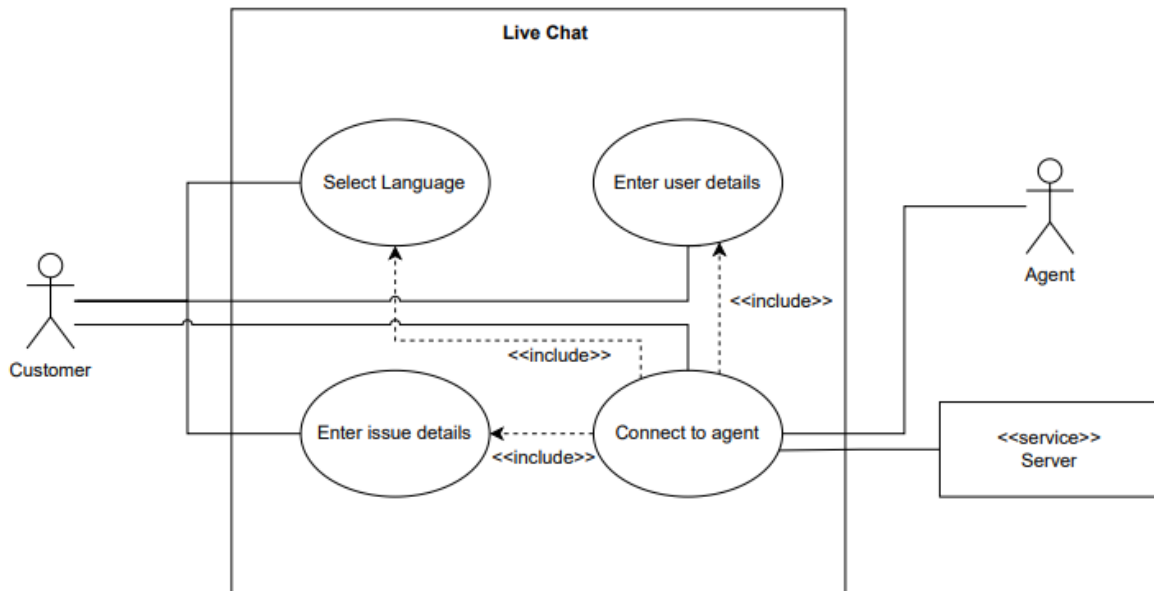 Live Chat
Select Language
Enter user details
Agent
<<include>>
<<include>>
Customer
Enter issue details
Connect to agent
<<include>>
<<service>>
Server